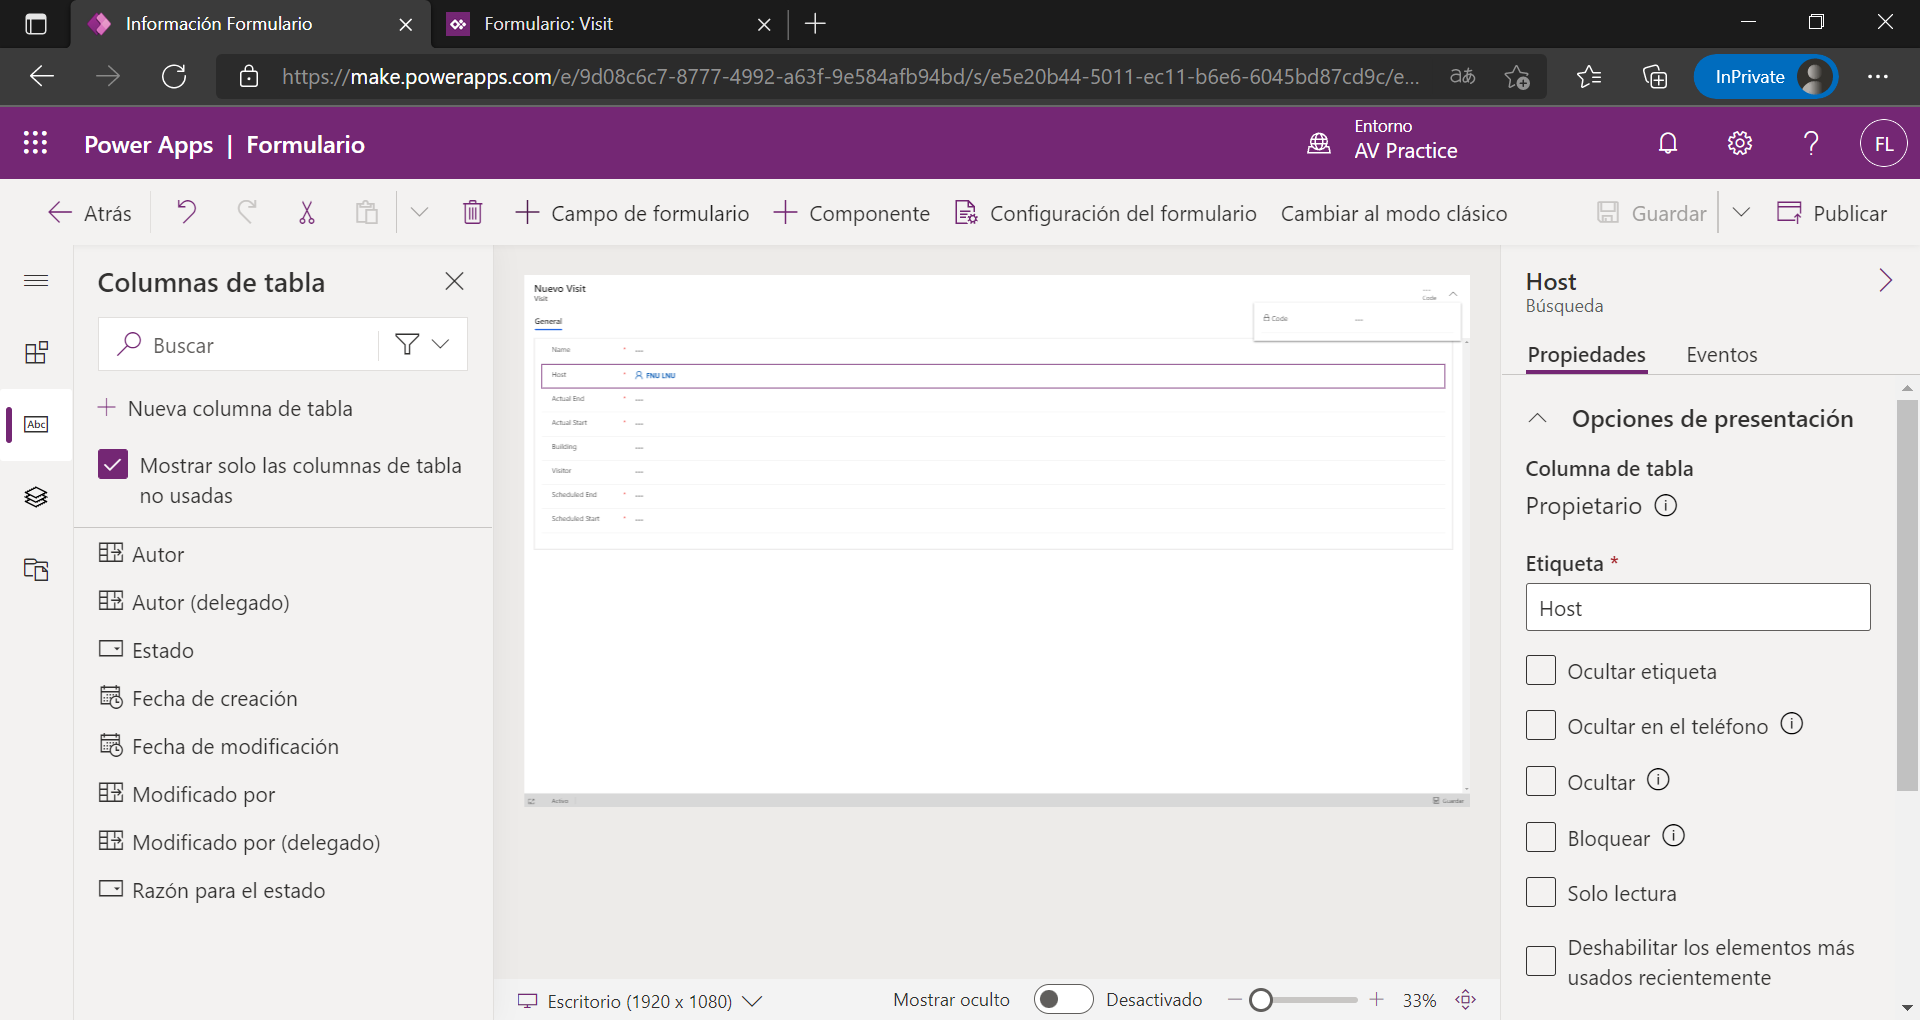 Información Formulario
Formulario: Visit
https://make.powerapps.com/e/9d08c6c7-8777-4992-a63f-9e584afb94bd/s/e5e20b44-5011-ec11-b6e6-6045bd87cd9c/e...
aあ
InPrivate
Power Apps | Formulario
Entorno
AV Practice
FL
Atrás
Campo de formulario
Componente
Configuración del formulario
Cambiar al modo clásico
Guardar
Publicar
Columnas de tabla
Buscar
Nueva columna de tabla
Mostrar solo las columnas de tabla
no usadas
Abc
Autor
Autor (delegado)
Estado
Fecha de creación
Fecha de modificación
Modificado por
Modificado por (delegado)
Razón para el estado
Nuevo Visit
Visit
---
Code
General
Code ---
Name * ---
Host * FNU LNU
Actual End * ---
Actual Start * ---
Building ---
Visitor ---
Scheduled End * ---
Scheduled Start * ---
Activo
Guardar
Escritorio (1920 x 1080)
Mostrar oculto
Desactivado
33%
Host
Búsqueda
Propiedades
Eventos
Opciones de presentación
Columna de tabla
Propietario
Etiqueta *
Host
Ocultar etiqueta
Ocultar en el teléfono
Ocultar
Bloquear
Solo lectura
Deshabilitar los elementos más
usados recientemente